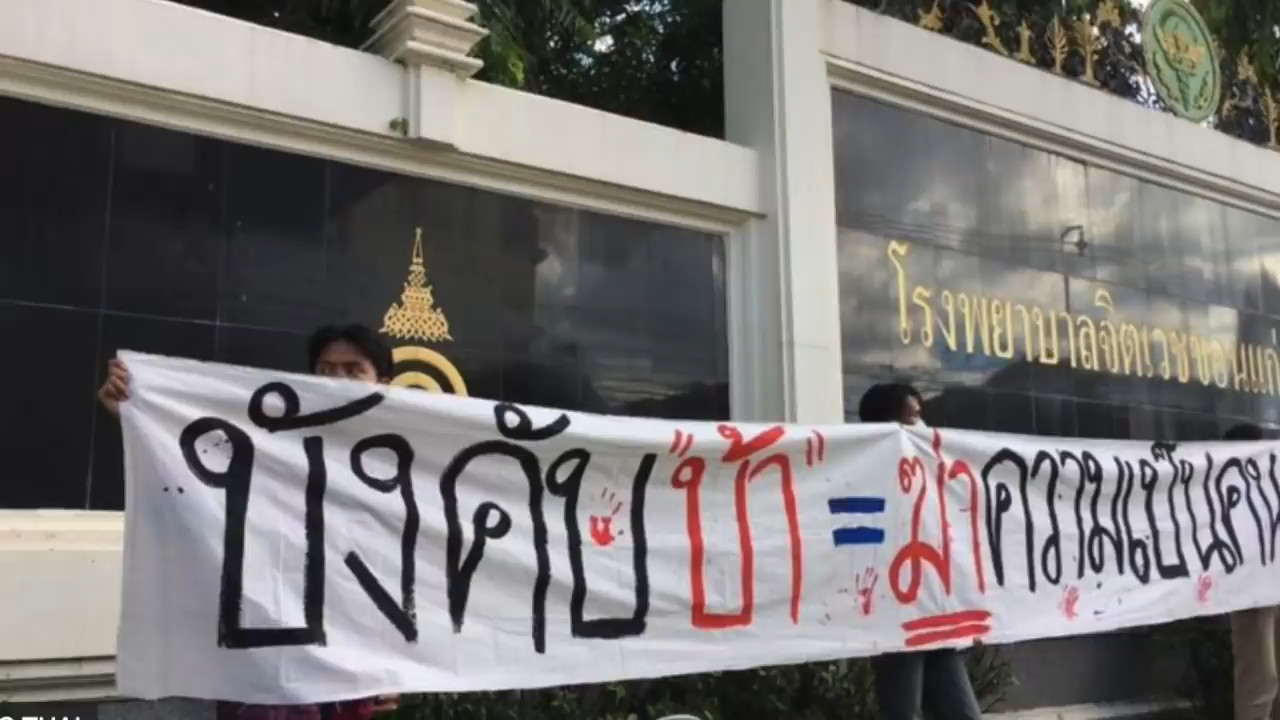 โรงพยาบาลจิตเวชขอนแก่
บังคับ "บ้า" = ฆ่าความเป็นคน